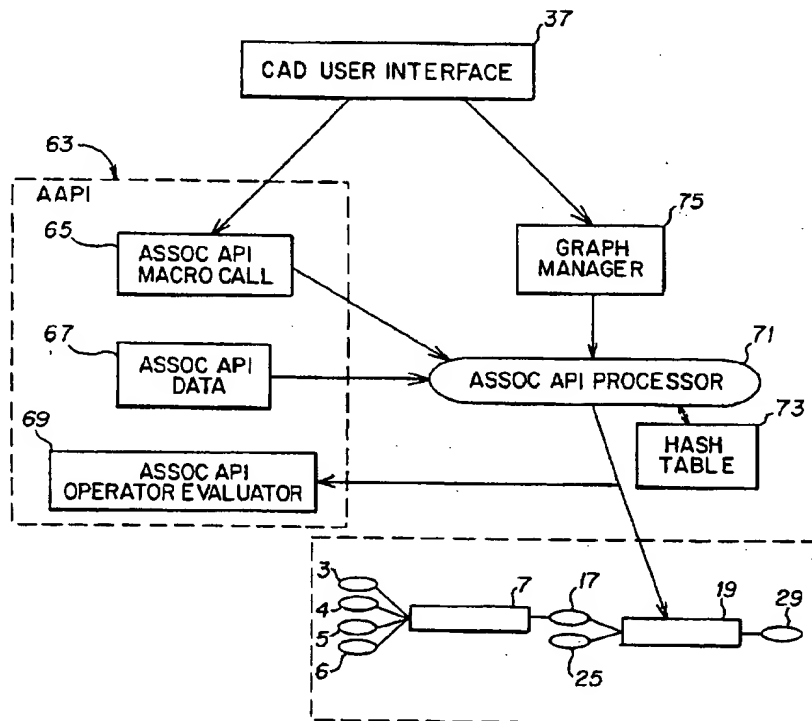 37
CAD USER INTERFACE
63
AAPI
65
ASSOC API
MACRO CALL
75
GRAPH
MANAGER
67
ASSOC API
DATA
71
ASSOC API PROCESSOR
73
HASH
TABLE
69
ASSOC API
OPERATOR EVALUATOR
3
4
5
6
7
17
25
19
29